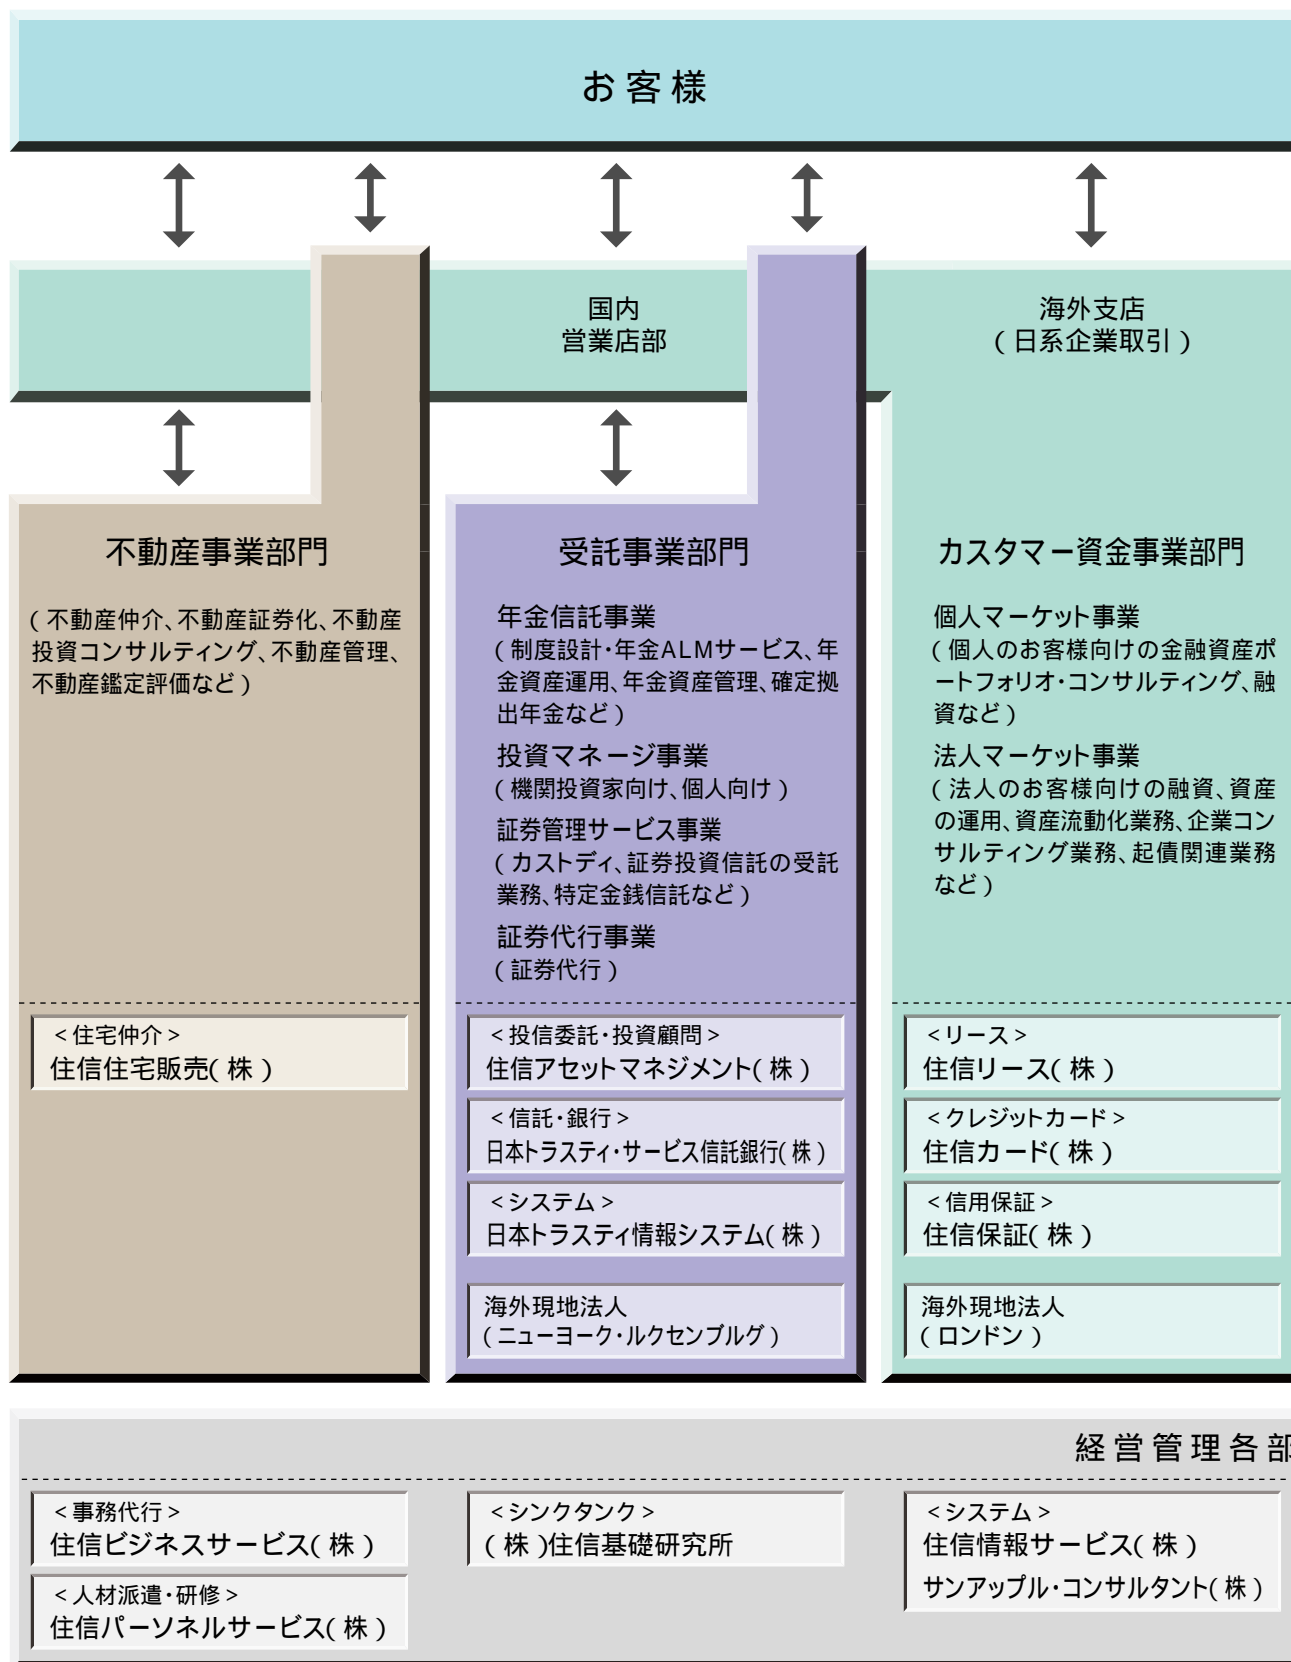 お客様
国内
営業店部
海外支店
(日系企業取引)
不動産事業部門
(不動産仲介、不動産証券化、不動産
投資コンサルティング、不動産管理、
不動産鑑定評価など)
<住宅仲介>
住信住宅販売(株)
受託事業部門
年金信託事業
(制度設計・年金ALMサービス、年
金資産運用、年金資産管理、確定拠
出年金など)
投資マネージ事業
(機関投資家向け、個人向け)
証券管理サービス事業
(カストディ、証券投資信託の受託
業務、特定金銭信託など)
証券代行事業
(証券代行)
<投信委託・投資顧問>
住信アセットマネジメント(株)
<信託・銀行>
日本トラスティ・サービス信託銀行(株)
<システム>
日本トラスティ情報システム(株)
海外現地法人
(ニューヨーク・ルクセンブルグ)
カスタマー資金事業部門
個人マーケット事業
(個人のお客様向けの金融資産ポ
ートフォリオ・コンサルティング、融
資など)
法人マーケット事業
(法人のお客様向けの融資、資産
の運用、資産流動化業務、企業コン
サルティング業務、起債関連業務
など)
<リース>
住信リース(株)
<クレジットカード>
住信カード(株)
<信用保証>
住信保証(株)
海外現地法人
(ロンドン)
経営管理各部
<事務代行>
住信ビジネスサービス(株)
<人材派遣・研修>
住信パーソネルサービス(株)
<シンクタンク>
(株)住信基礎研究所
<システム>
住信情報サービス(株)
サンアップル・コンサルタント(株)